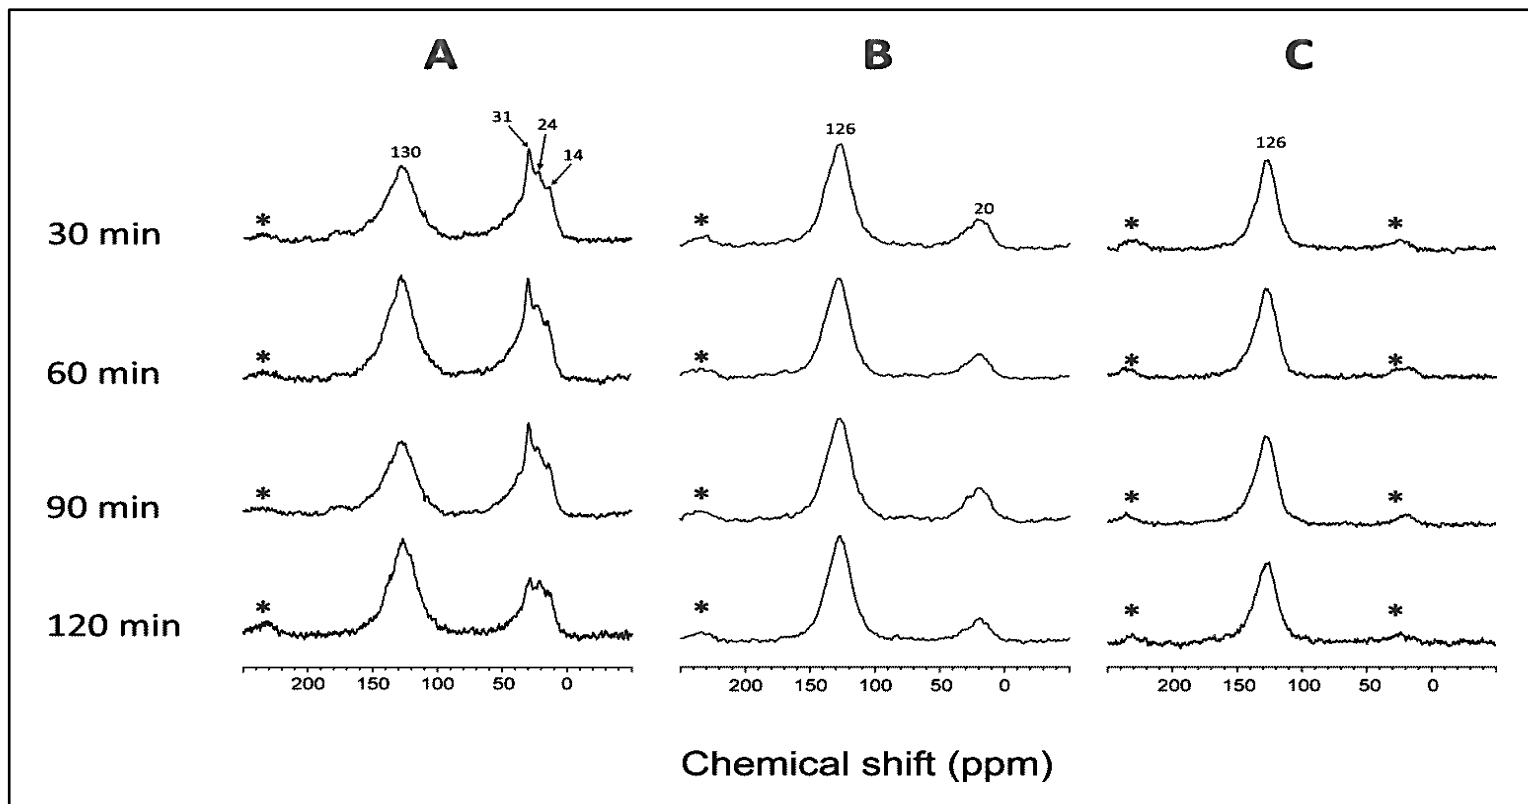 A B C
31
24
14
130
126
20
126
* * * *
30 min
* * * *
60 min
* * * *
90 min
* * * *
120 min
200 150 100 50 0 200 150 100 50 0 200 150 100 50 0
Chemical shift (ppm)